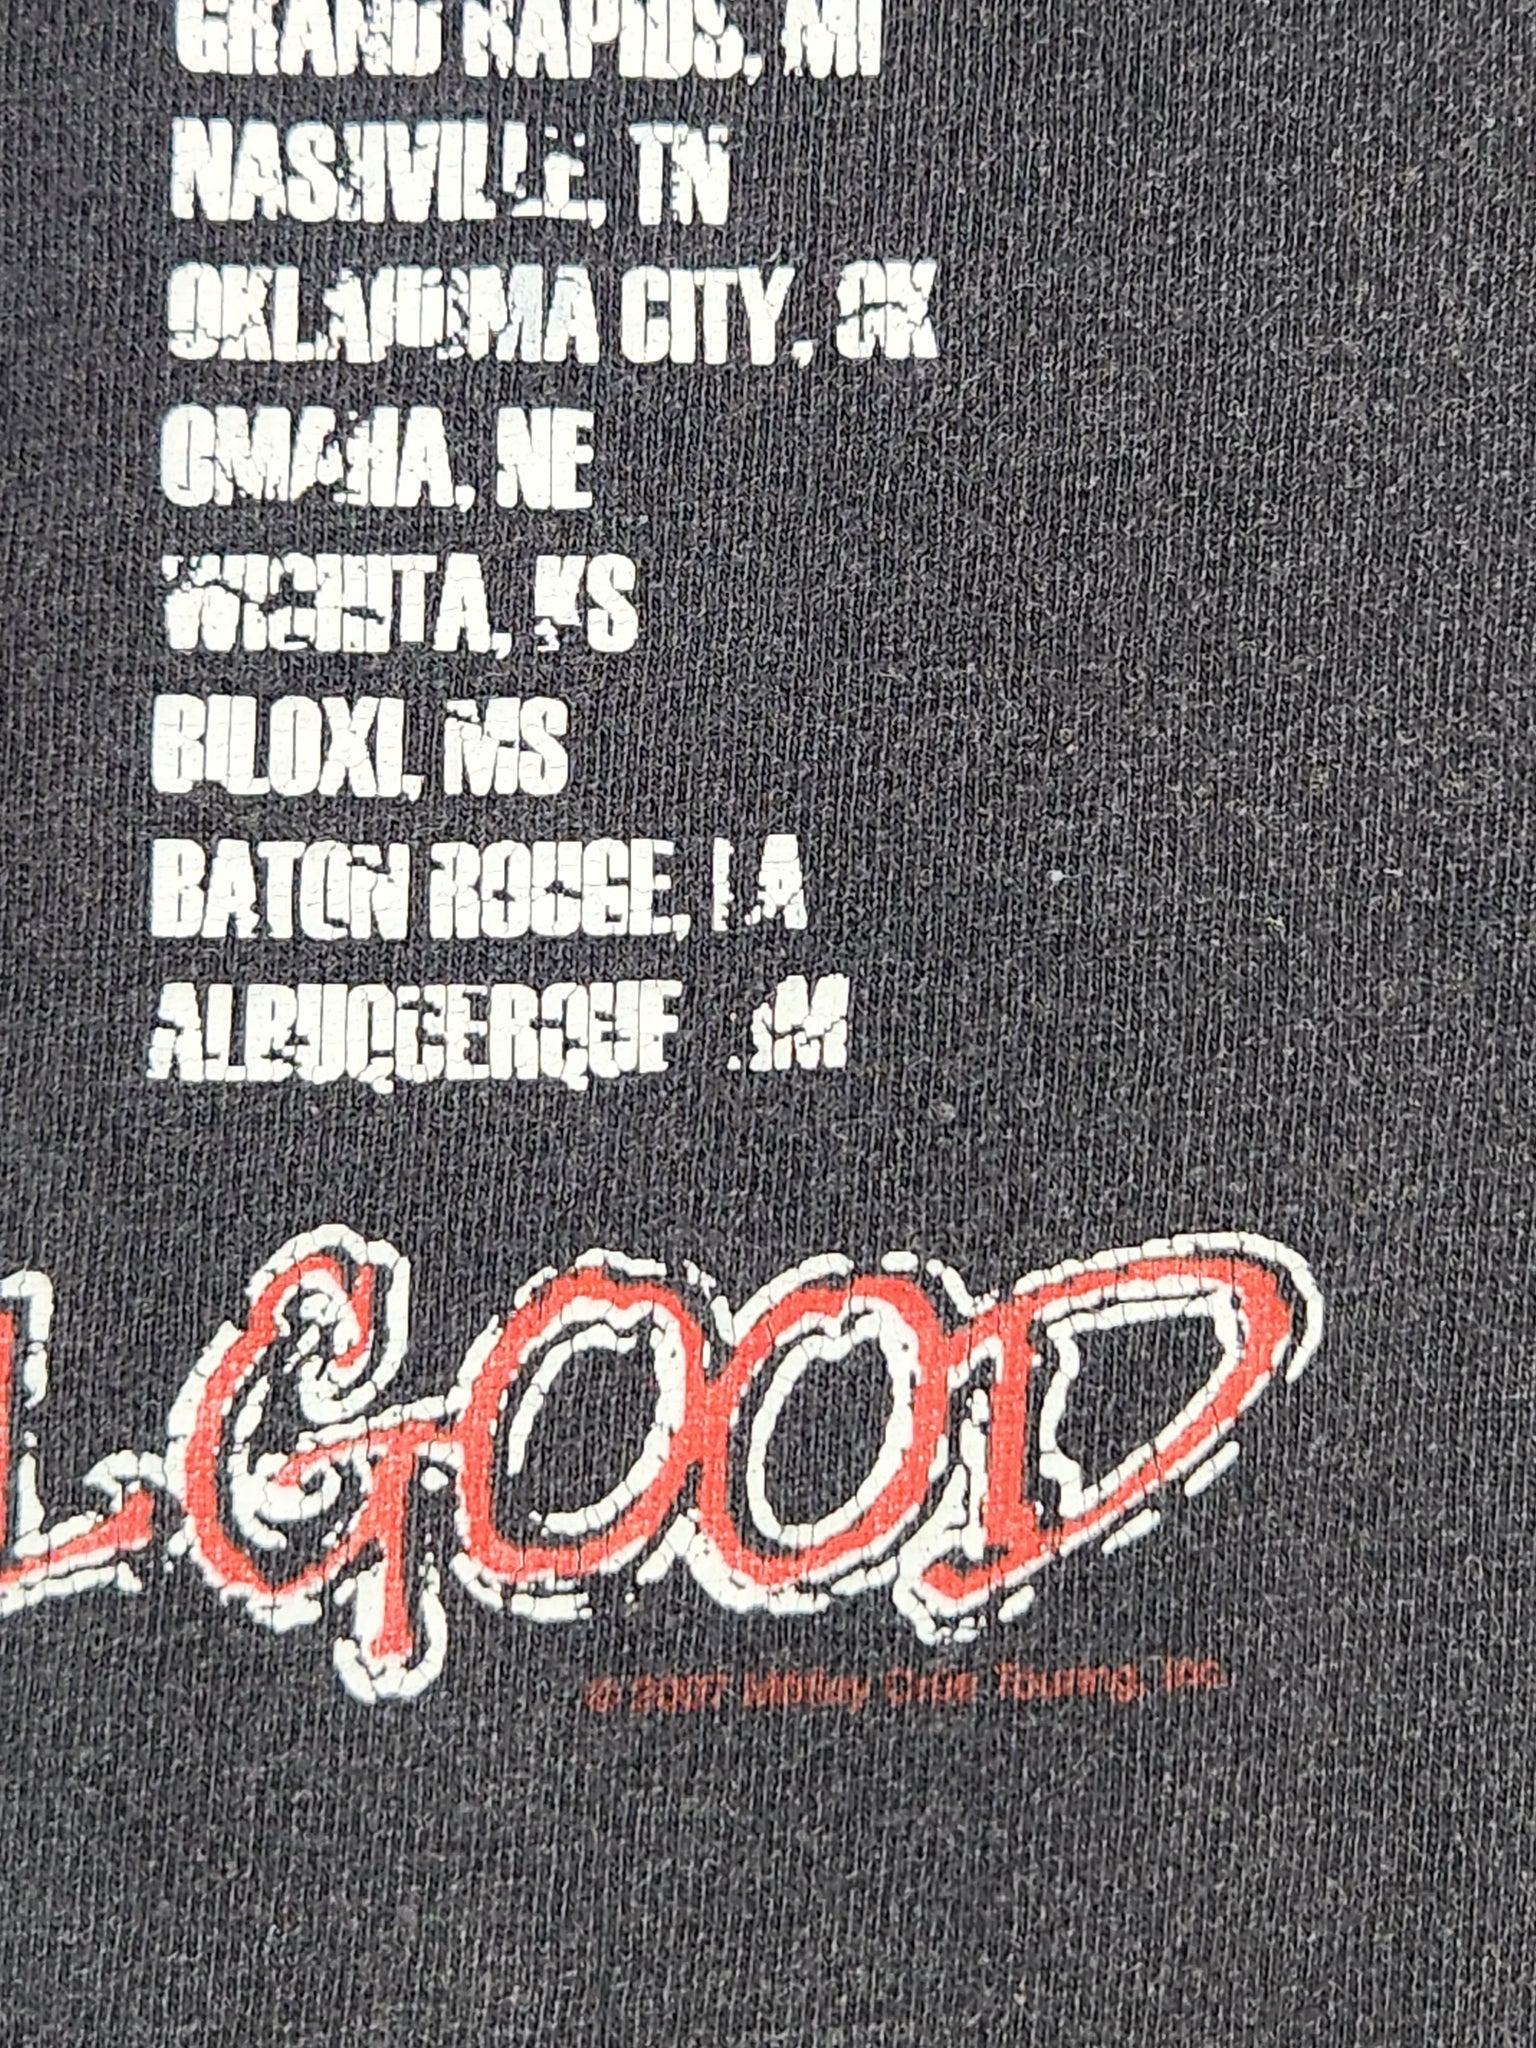 GRAND RAPIDS, MI
NASHVILLE, TN
OKLAHOMA CITY, OK
OMAHA, NE
WICHITA, KS
BILOXI, MS
BATON ROUGE, LA
ALBUQUERQUE NM
L GOOD
© 2007 Mötley Crüe Touring, Inc.